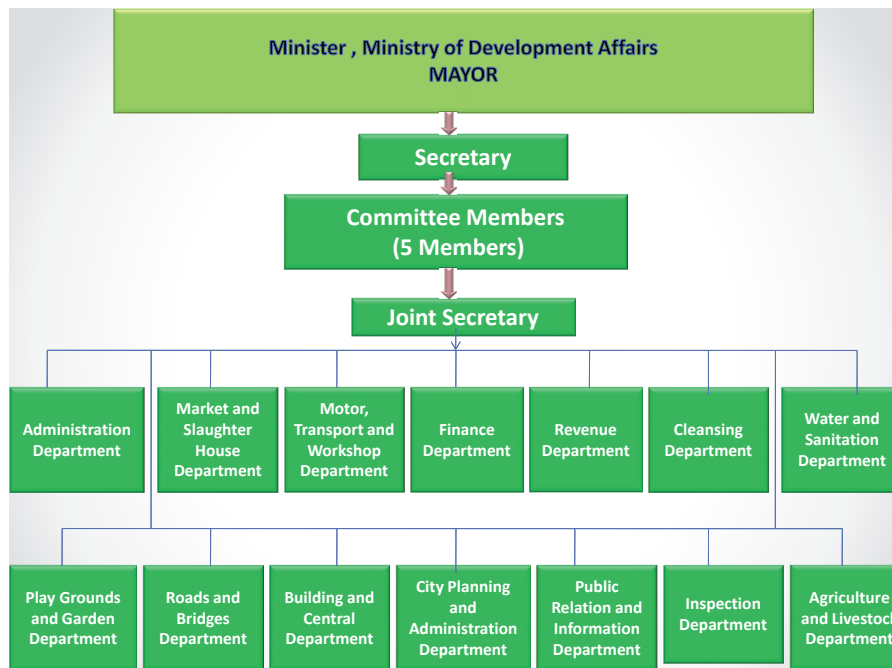 Minister , Ministry of Development Affairs
MAYOR
Secretary
Committee Members
(5 Members)
Joint Secretary
Administration
Department
Market and
Slaughter
House
Department
Motor,
Transport and
Workshop
Department
Finance
Department
Revenue
Department
Cleansing
Department
Water and
Sanitation
Department
Play Grounds
and Garden
Department
Roads and
Bridges
Department
Building and
Central
Department
City Planning
and
Administration
Department
Public
Relation and
Information
Department
Inspection
Department
Agriculture
and Livestock
Department